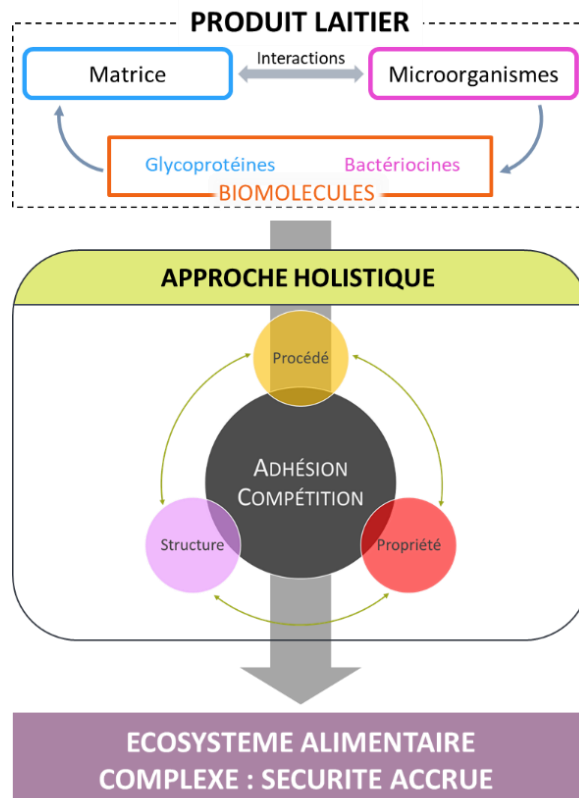 PRODUIT LAITIER
Matrice
Interactions
Microorganismes
Glycoprotéines
Bactériocines
BIOMOLECULES
APPROCHE HOLISTIQUE
Procédé
ADHÉSION
COMPÉTITION
Structure
Propriété
ECOSYSTEME ALIMENTAIRE
COMPLEXE : SECURITE ACCRUE